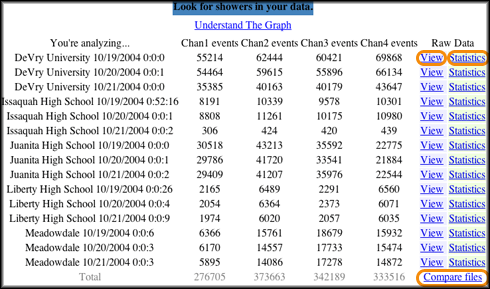 Look for showers in your data.
Understand The Graph
You're analyzing... Chan1 events Chan2 events Chan3 events Chan4 events Raw Data
DeVry University 10/19/2004 0:0:0 55214 62444 60421 69868 View Statistics
DeVry University 10/20/2004 0:0:1 54464 59615 55896 66134 View Statistics
DeVry University 10/21/2004 0:0:0 35385 40163 40179 43647 View Statistics
Issaquah High School 10/19/2004 0:52:16 8191 10339 9578 10301 View Statistics
Issaquah High School 10/20/2004 0:0:1 8808 11261 10175 10980 View Statistics
Issaquah High School 10/21/2004 0:0:2 306 424 420 439 View Statistics
Juanita High School 10/19/2004 0:0:0 30518 43213 35592 22775 View Statistics
Juanita High School 10/20/2004 0:0:1 29786 41720 33541 21884 View Statistics
Juanita High School 10/21/2004 0:0:2 29409 41207 35976 22544 View Statistics
Liberty High School 10/19/2004 0:0:26 2165 6489 2291 6560 View Statistics
Liberty High School 10/20/2004 0:0:4 2054 6364 2373 6071 View Statistics
Liberty High School 10/21/2004 0:0:9 1974 6020 2057 6035 View Statistics
Meadowdale 10/19/2004 0:0:6 6366 15761 18679 15932 View Statistics
Meadowdale 10/20/2004 0:0:3 6170 14557 17733 15474 View Statistics
Meadowdale 10/21/2004 0:0:3 5895 14086 17278 14872 View Statistics
Total 276705 373663 342189 333516 Compare files